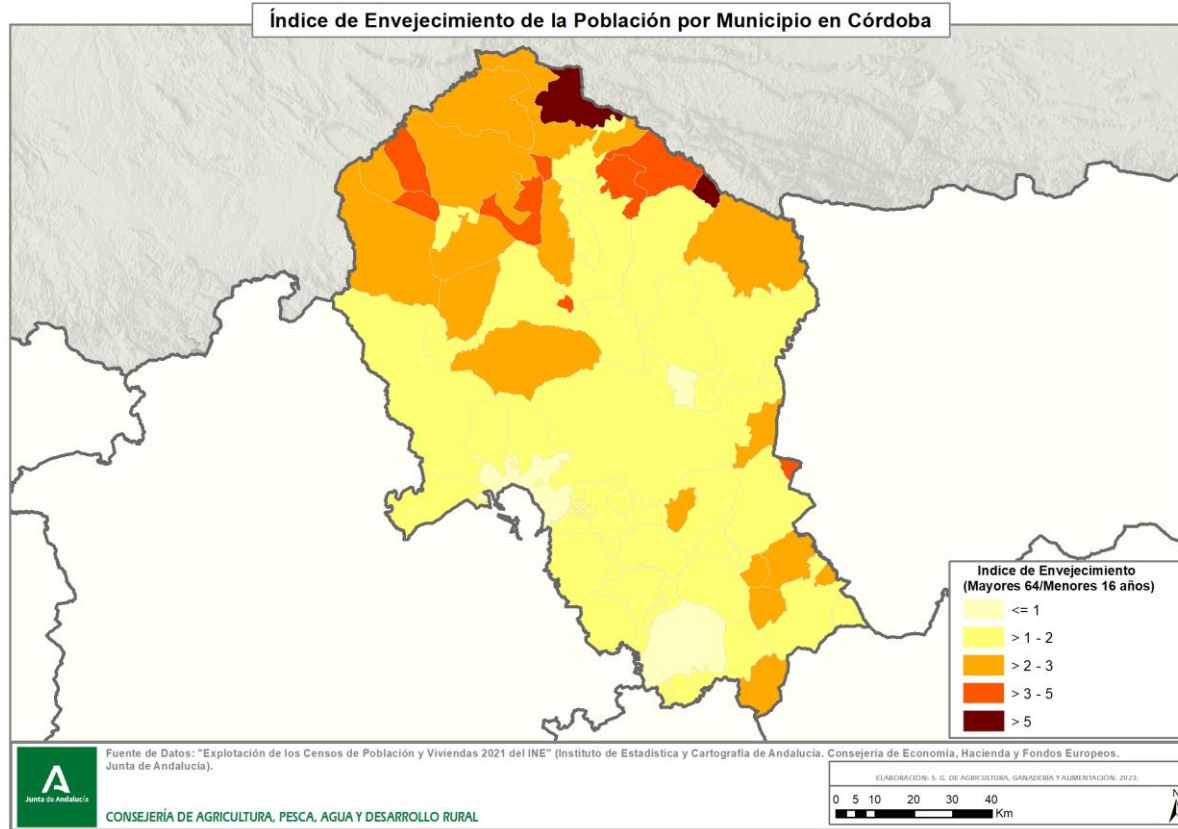 Índice de Envejecimiento de la Población por Municipio en Córdoba
Indice de Envejecimiento
(Mayores 64/Menores 16 años)
<= 1
> 1 - 2
> 2 - 3
> 3 - 5
> 5
Fuente de Datos: "Explotación de los Censos de Población y Viviendas 2021 del INE" (Instituto de Estadística y Cartografía de Andalucía. Consejería de Economía, Hacienda y Fondos Europeos.
Junta de Andalucía).
Junta de Andalucía
CONSEJERÍA DE AGRICULTURA, PESCA, AGUA Y DESARROLLO RURAL
ELABORACIÓN: S. G. DE AGRICULTURA, GANADERÍA Y ALIMENTACIÓN. 2023.
0 5 10 20 30 40
Km
N